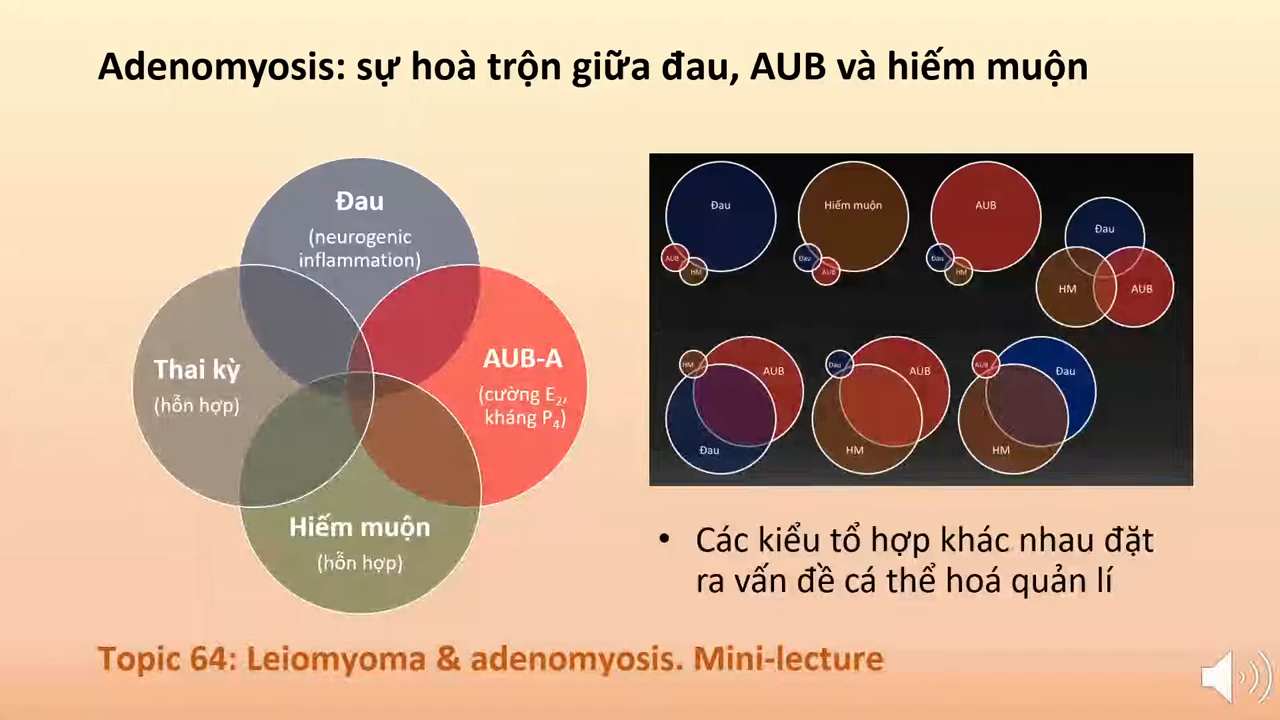 Adenomyosis: sự hoà trộn giữa đau, AUB và hiếm muộn
Đau
(neurogenic
inflammation)
Thai kỳ
(hỗn hợp)
AUB-A
(cường E₂,
kháng P₄)
Hiếm muộn
(hỗn hợp)
Đau
AUB
HM
Hiếm muộn
Đau
AUB
AUB
Đau
HM
Đau
HM
AUB
HM
AUB
Đau
Đau
AUB
HM
AUB
Đau
HM
• Các kiểu tổ hợp khác nhau đặt
ra vấn đề cá thể hoá quản lí
Topic 64: Leiomyoma & adenomyosis. Mini-lecture